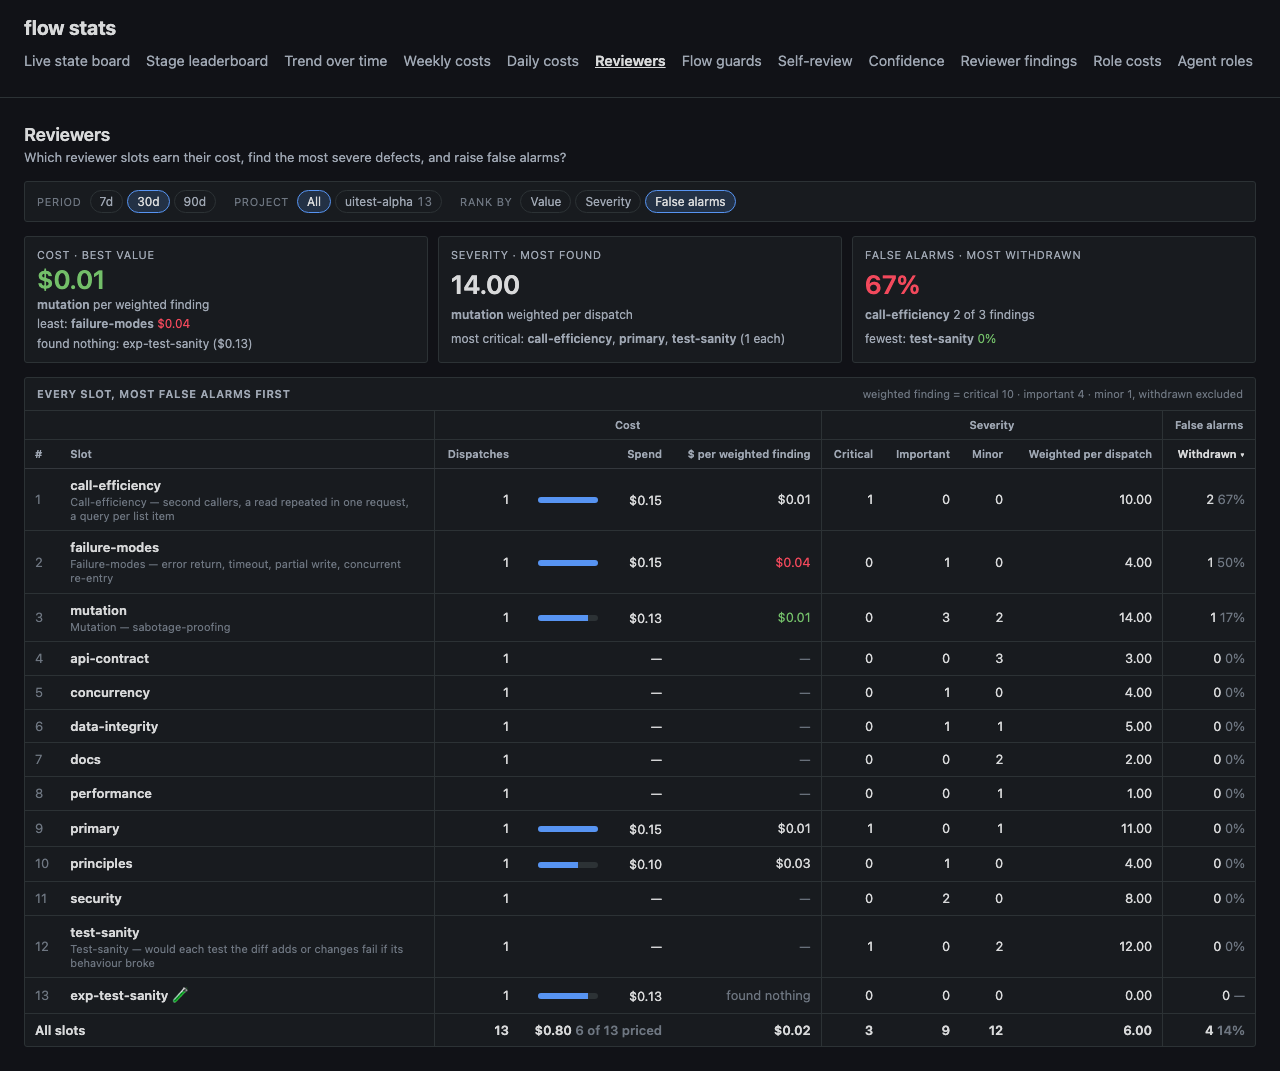 flow stats
Live state board Stage leaderboard Trend over time Weekly costs Daily costs Reviewers Flow guards Self-review Confidence Reviewer findings Role costs Agent roles
Reviewers
Which reviewer slots earn their cost, find the most severe defects, and raise false alarms?
PERIOD 7d 30d 90d PROJECT All uitest-alpha 13 RANK BY Value Severity False alarms
COST · BEST VALUE
$0.01
mutation per weighted finding
least: failure-modes $0.04
found nothing: exp-test-sanity ($0.13)
SEVERITY · MOST FOUND
14.00
mutation weighted per dispatch
most critical: call-efficiency, primary, test-sanity (1 each)
FALSE ALARMS · MOST WITHDRAWN
67%
call-efficiency 2 of 3 findings
fewest: test-sanity 0%
EVERY SLOT, MOST FALSE ALARMS FIRST weighted finding = critical 10 · important 4 · minor 1, withdrawn excluded
Cost Severity False alarms
# Slot Dispatches Spend $ per weighted finding Critical Important Minor Weighted per dispatch Withdrawn ▾
1 call-efficiency 1 $0.15 $0.01 1 0 0 10.00 2 67%
Call-efficiency — second callers, a read repeated in one request,
a query per list item
2 failure-modes 1 $0.15 $0.04 0 1 0 4.00 1 50%
Failure-modes — error return, timeout, partial write, concurrent
re-entry
3 mutation 1 $0.13 $0.01 0 3 2 14.00 1 17%
Mutation — sabotage-proofing
4 api-contract 1 — — 0 0 3 3.00 0 0%
5 concurrency 1 — — 0 1 0 4.00 0 0%
6 data-integrity 1 — — 0 1 1 5.00 0 0%
7 docs 1 — — 0 0 2 2.00 0 0%
8 performance 1 — — 0 0 1 1.00 0 0%
9 primary 1 $0.15 $0.01 1 0 1 11.00 0 0%
10 principles 1 $0.10 $0.03 0 1 0 4.00 0 0%
11 security 1 — — 0 2 0 8.00 0 0%
12 test-sanity 1 — — 1 0 2 12.00 0 0%
Test-sanity — would each test the diff adds or changes fail if its
behaviour broke
13 exp-test-sanity 🧪 1 $0.13 found nothing 0 0 0 0.00 0 —
All slots 13 $0.80 6 of 13 priced $0.02 3 9 12 6.00 4 14%